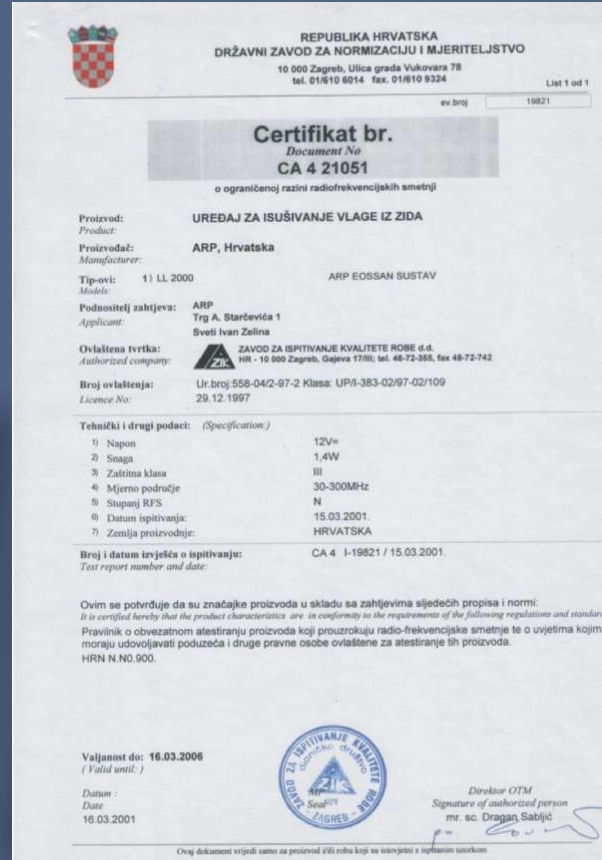 REPUBLIKA HRVATSKA
DRŽAVNI ZAVOD ZA NORMIZACIJU I MJERITELJSTVO
10 000 Zagreb, Ulica grada Vukovara 78
tel. 01/610 6014 fax. 01/610 9324
List 1 od 1
ev.broj 19821
Certifikat br.
Document No
CA 4 21051
o ograničenoj razini radiofrekvencijskih smetnji
Proizvod: UREĐAJ ZA ISUŠIVANJE VLAGE IZ ZIDA
Product:
Proizvođač: ARP, Hrvatska
Manufacturer:
Tip-ovi: 1) LL 2000 ARP EOSSAN SUSTAV
Models:
Podnositelj zahtjeva: ARP
Applicant: Trg A. Starčevića 1
Sveti Ivan Zelina
Ovlaštena tvrtka: ZIK ZAVOD ZA ISPITIVANJE KVALITETE ROBE d.d.
Authorized company: HR - 10 000 Zagreb, Gajeva 17/III; tel. 48-72-355, fax 48-72-742
Broj ovlaštenja: Ur.broj:558-04/2-97-2 Klasa: UP/I-383-02/97-02/109
Licence No: 29.12.1997
Tehnički i drugi podaci: (Specification:)
1) Napon 12V=
2) Snaga 1,4W
3) Zaštitna klasa III
4) Mjerno područje 30-300MHz
5) Stupanj RFS N
6) Datum ispitivanja: 15.03.2001.
7) Zemlja proizvodnje: HRVATSKA
Broj i datum izvješća o ispitivanju: CA 4 I-19821 / 15.03.2001.
Test report number and date:
Ovim se potvrđuje da su značajke proizvoda u skladu sa zahtjevima sljedećih propisa i normi:
It is certified hereby that the product characteristics are in conformity to the requirements of the following regulations and standard
Pravilnik o obveznatom atestiranju proizvoda koji prouzrokuju radio-frekvencijske smetnje te o uvjetima kojim
moraju udovoljavati poduzeća i druge pravne osobe ovlaštene za atestiranje tih proizvoda.
HRN N.N0.900.
Valjanost do: 16.03.2006
( Valid until: )
Datum :
Date
16.03.2001
ZAVOD ZA ISPITIVANJE KVALITETE ROBE
dioničko društvo
ZIK
ZAGREB
MP
Seal
Direktor OTM
Signature of authorized person
mr. sc. Dragan Sabljić
Ovaj dokument vrijedi samo za proizvod i/ili robu koji su istovjetni s ispitanim uzorkom